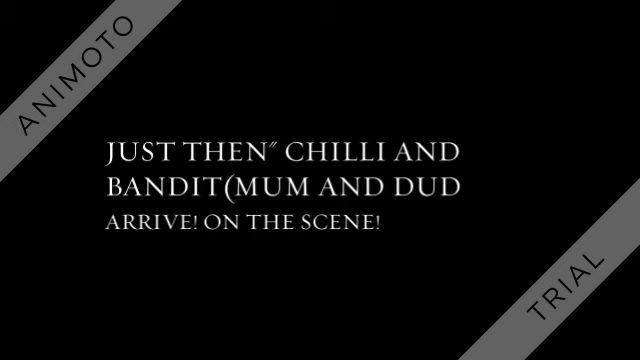 ANIMOTO
JUST THEN" CHILLI AND
BANDIT(MUM AND DUD
ARRIVE! ON THE SCENE!
TRIAL